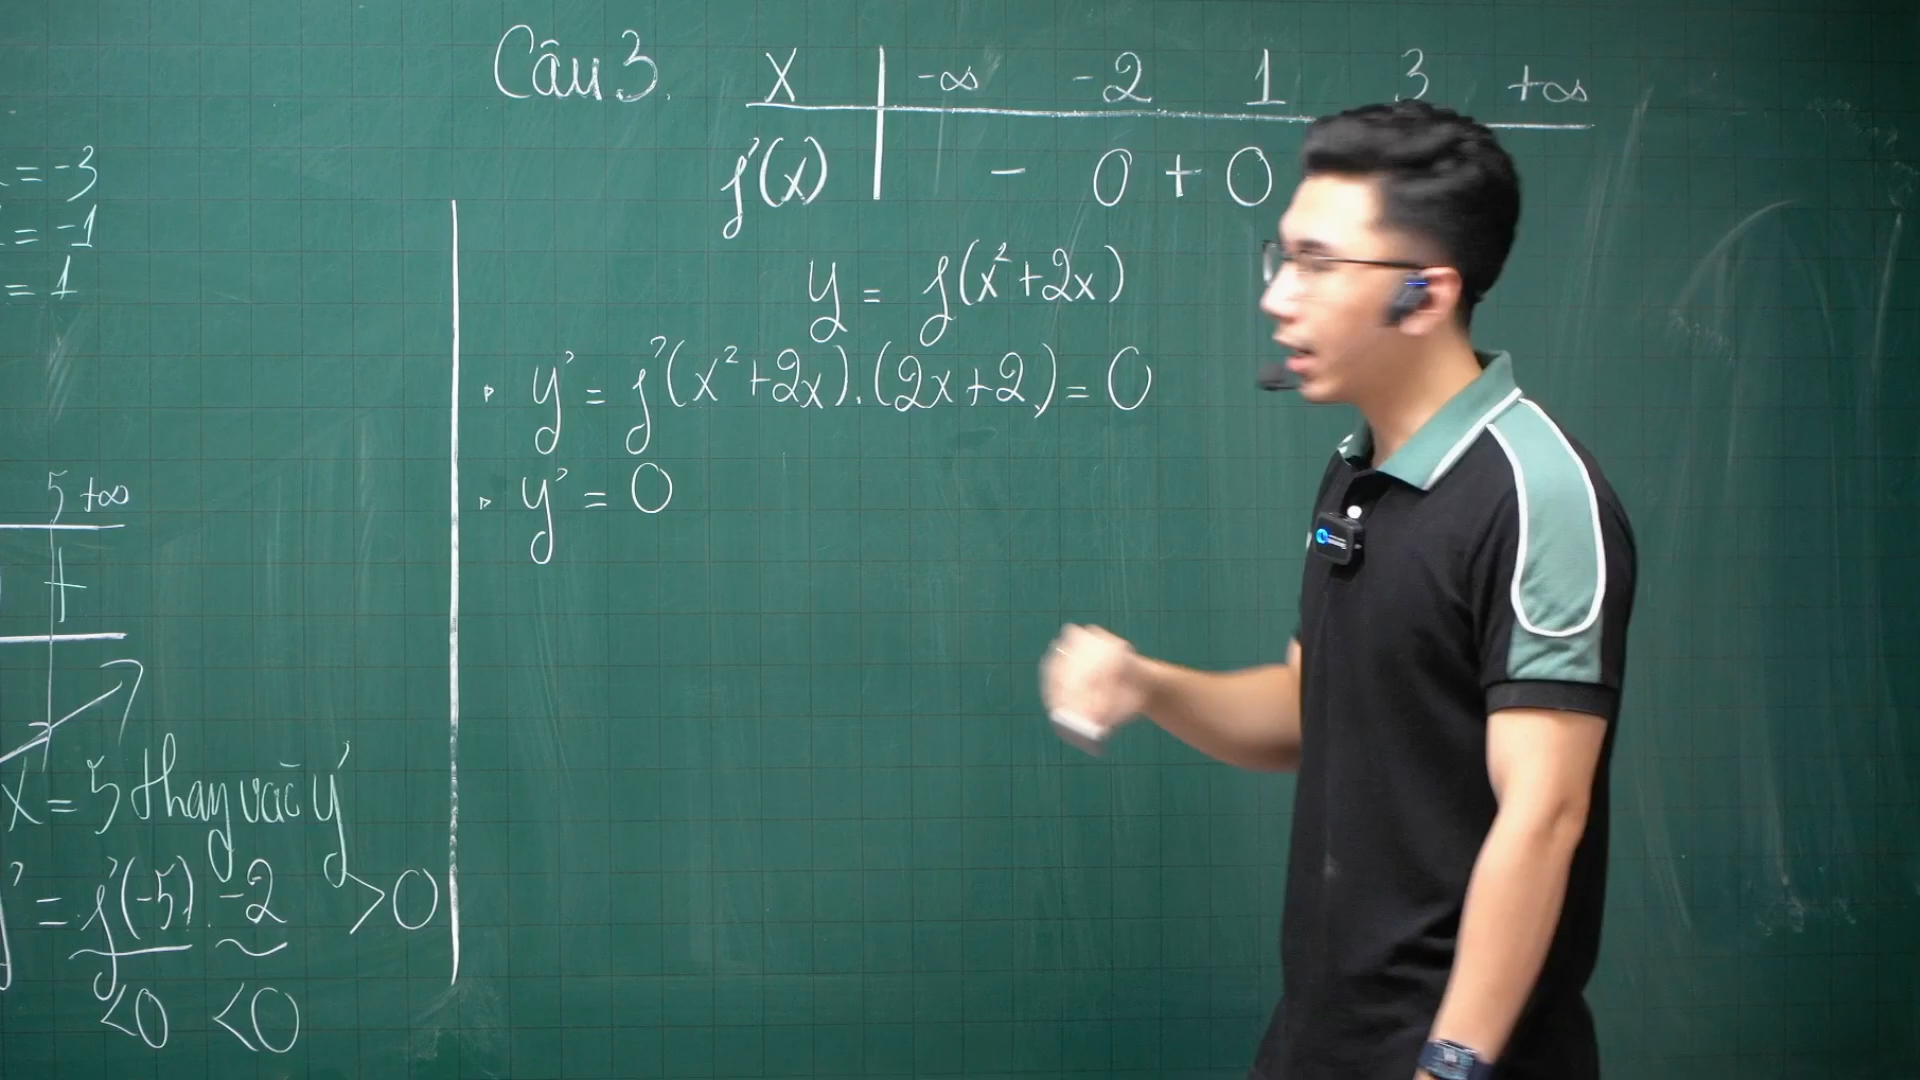 = -3
= -1
= 1
5 +∞
+
x = 5 thay vào y'
y' = f'(-5) . -2 > 0
< 0 < 0
Câu 3. X -∞ -2 1 3 +∞
f'(x) - 0 + 0
y = f(x² + 2x)
y' = f'(x² + 2x).(2x + 2) = 0
y' = 0